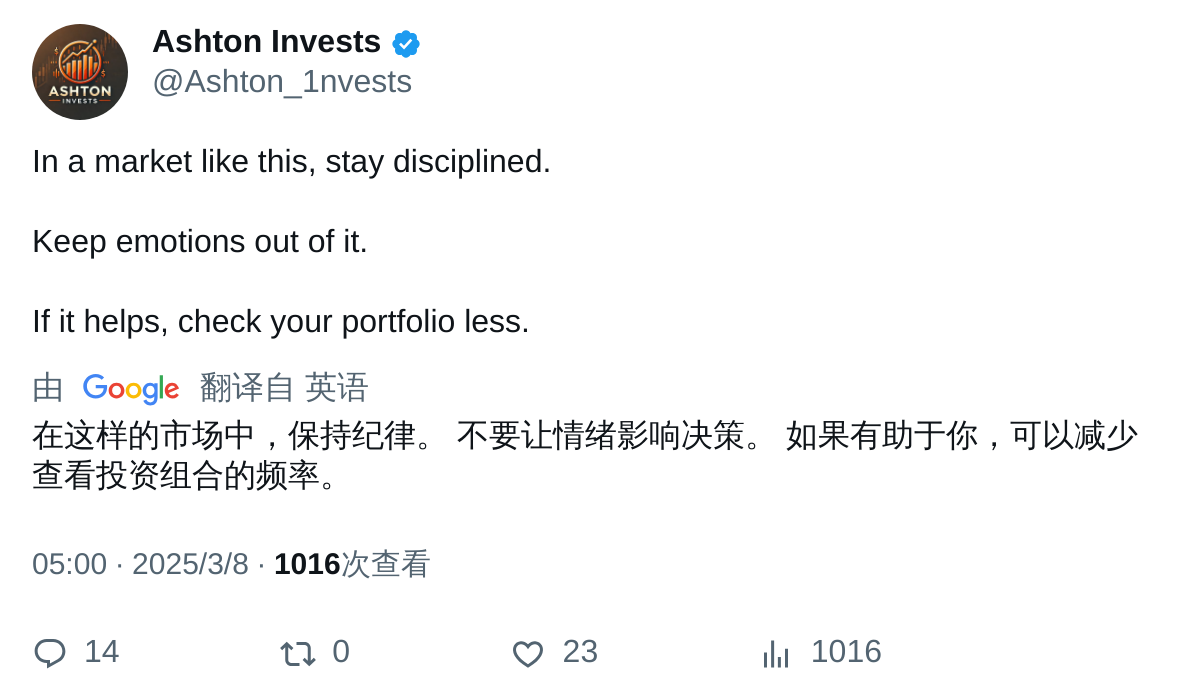 ASHTON
INVESTS
Ashton Invests
@Ashton_1nvests
In a market like this, stay disciplined.
Keep emotions out of it.
If it helps, check your portfolio less.
由 Google 翻译自 英语
在这样的市场中，保持纪律。 不要让情绪影响决策。 如果有助于你，可以减少
查看投资组合的频率。
05:00 · 2025/3/8 · 1016次查看
14 0 23 1016